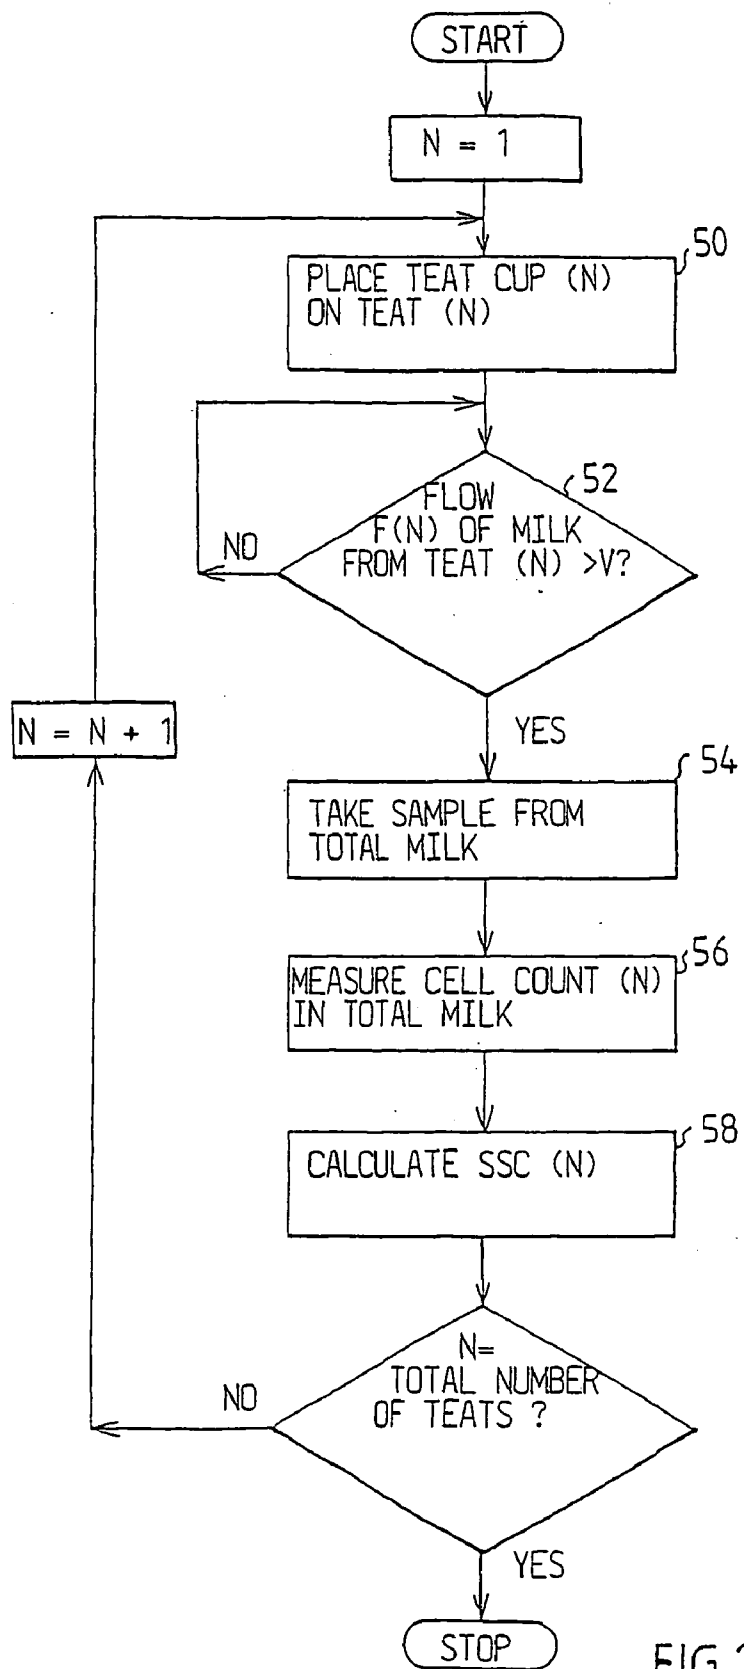 START
N = 1
50
PLACE TEAT CUP (N)
ON TEAT (N)
52
FLOW
F(N) OF MILK
FROM TEAT (N) >V?
NO
YES
N = N + 1
54
TAKE SAMPLE FROM
TOTAL MILK
56
MEASURE CELL COUNT (N)
IN TOTAL MILK
58
CALCULATE SSC (N)
N=
TOTAL NUMBER
OF TEATS ?
NO
YES
STOP
FIG